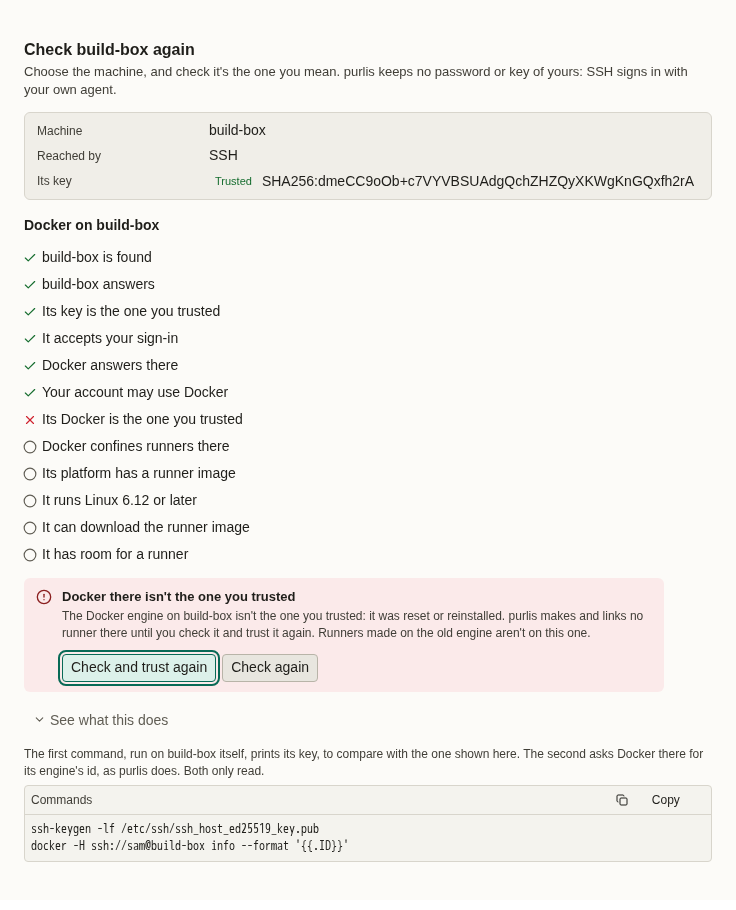 Check build-box again
Choose the machine, and check it's the one you mean. purlis keeps no password or key of yours: SSH signs in with
your own agent.
Machine build-box
Reached by SSH
Its key Trusted SHA256:dmeCC9oOb+c7VYVBSUAdgQchZHZQyXKWgKnGQxfh2rA
Docker on build-box
build-box is found
build-box answers
Its key is the one you trusted
It accepts your sign-in
Docker answers there
Your account may use Docker
Its Docker is the one you trusted
Docker confines runners there
Its platform has a runner image
It runs Linux 6.12 or later
It can download the runner image
It has room for a runner
Docker there isn't the one you trusted
The Docker engine on build-box isn't the one you trusted: it was reset or reinstalled. purlis makes and links no
runner there until you check it and trust it again. Runners made on the old engine aren't on this one.
Check and trust again Check again
See what this does
The first command, run on build-box itself, prints its key, to compare with the one shown here. The second asks Docker there for
its engine's id, as purlis does. Both only read.
Commands Copy
ssh-keygen -lf /etc/ssh/ssh_host_ed25519_key.pub
docker -H ssh://sam@build-box info --format '{{.ID}}'